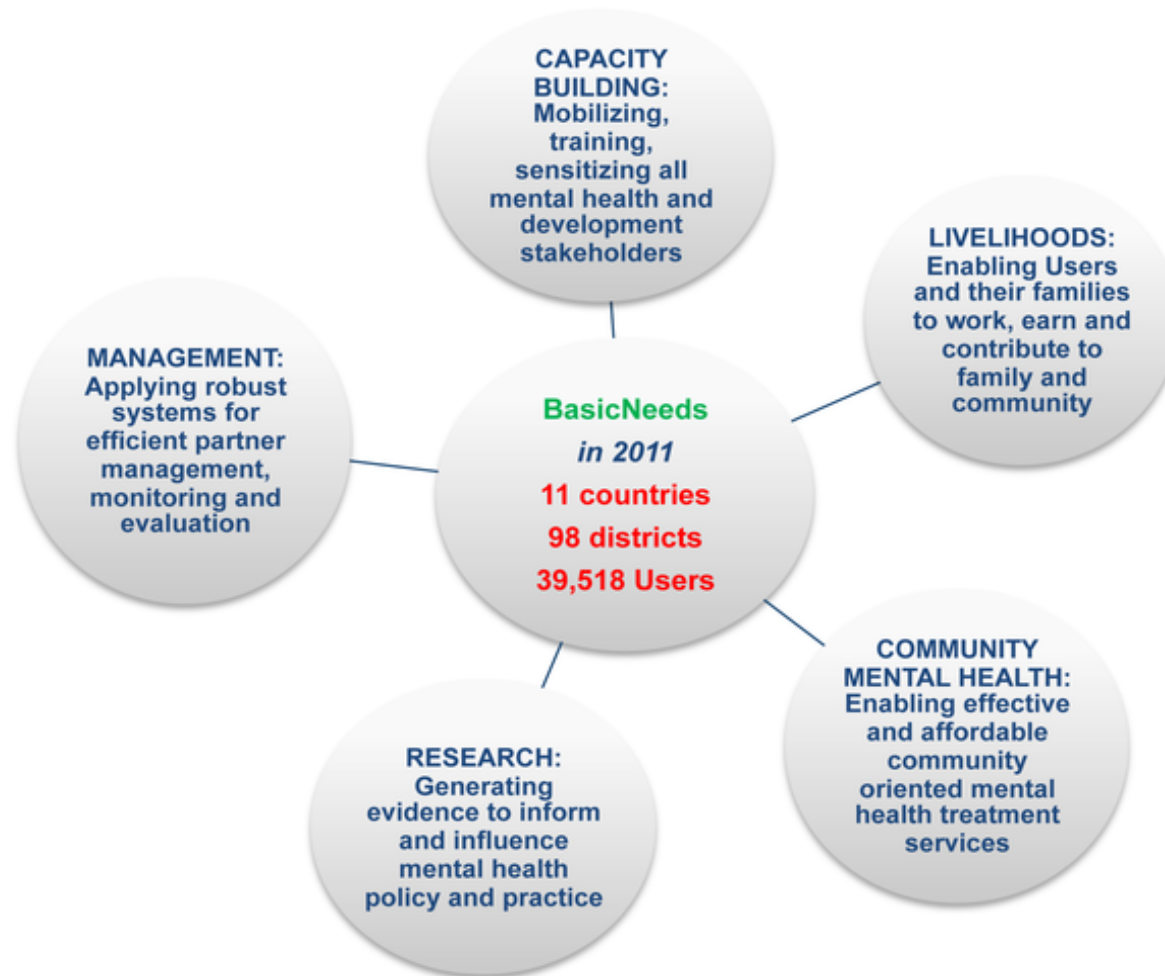 CAPACITY
BUILDING:
Mobilizing,
training,
sensitizing all
mental health and
development
stakeholders
LIVELIHOODS:
Enabling Users
and their families
to work, earn and
contribute to
family and
community
MANAGEMENT:
Applying robust
systems for
efficient partner
management,
monitoring and
evaluation
BasicNeeds
in 2011
11 countries
98 districts
39,518 Users
COMMUNITY
MENTAL HEALTH:
Enabling effective
and affordable
community
oriented mental
health treatment
services
RESEARCH:
Generating
evidence to inform
and influence
mental health
policy and practice